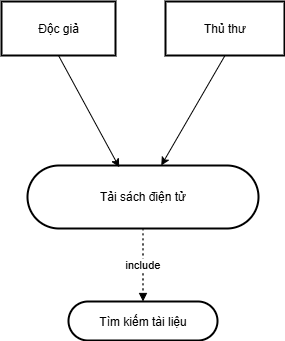 Độc giả
Thủ thư
Tải sách điện tử
include
Tìm kiếm tài liệu